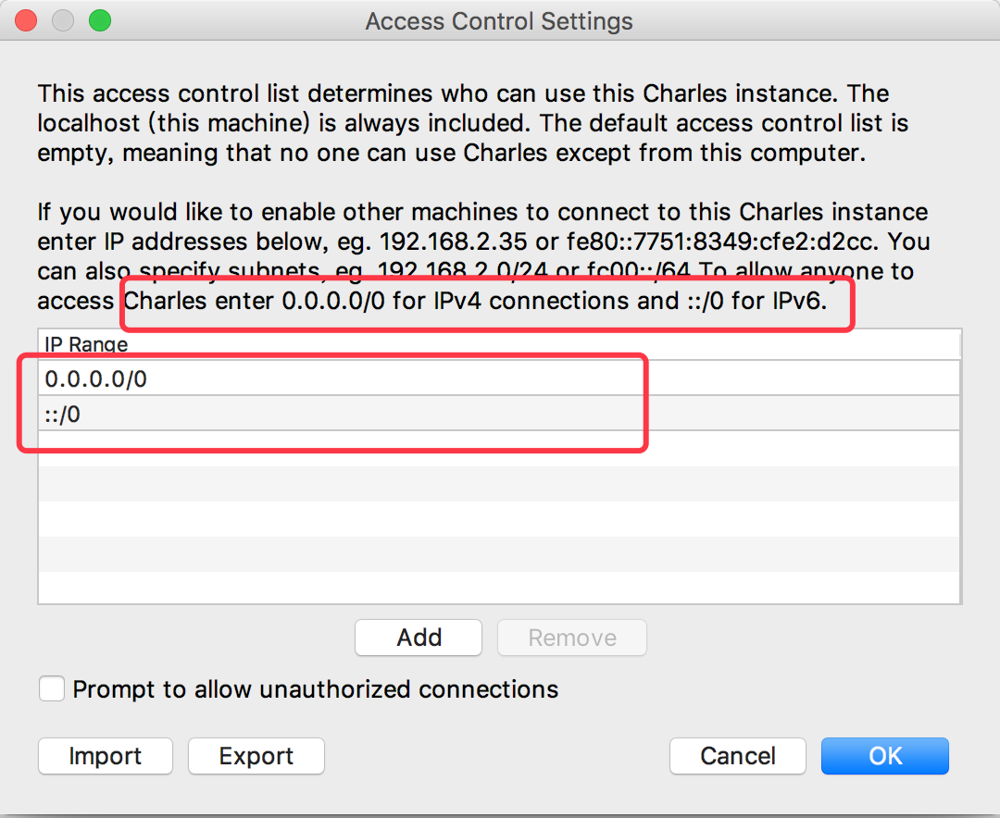 Access Control Settings
This access control list determines who can use this Charles instance. The
localhost (this machine) is always included. The default access control list is
empty, meaning that no one can use Charles except from this computer.
If you would like to enable other machines to connect to this Charles instance
enter IP addresses below, eg. 192.168.2.35 or fe80::7751:8349:cfe2:d2cc. You
can also specify subnets, eg. 192.168.2.0/24 or fc00::/64 To allow anyone to
access Charles enter 0.0.0.0/0 for IPv4 connections and ::/0 for IPv6.
IP Range
0.0.0.0/0
::/0
Add Remove
Prompt to allow unauthorized connections
Import Export Cancel OK